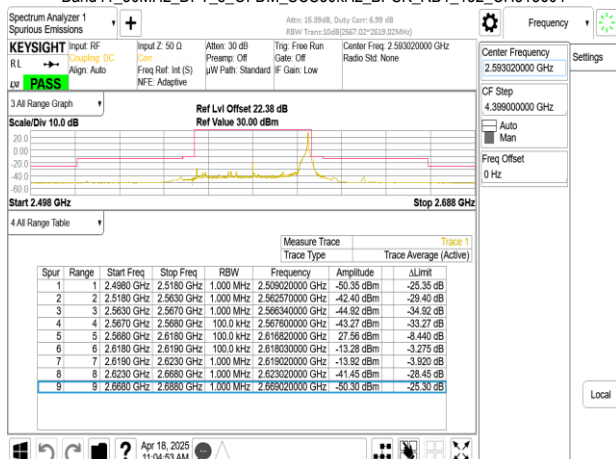 Spectrum Analyzer 1
Spurious Emissions
Attn: 15.39dB, Duty Corr: 6.99 dB
RBW Trans:10dB(2567.02~2619.02MHz)
Frequency
KEYSIGHT Input: RF Input Z: 50 Ω Atten: 30 dB Trig: Free Run Center Freq: 2.593020000 GHz
RL Coupling: DC Corr Preamp: Off Gate: Off Radio Std: None
Align: Auto Freq Ref: Int (S) µW Path: Standard IF Gain: Low
LXI PASS NFE: Adaptive
Center Frequency
2.593020000 GHz
Settings
CF Step
4.399000000 GHz
Auto
Man
Freq Offset
0 Hz
3 All Range Graph
Ref Lvl Offset 22.38 dB
Scale/Div 10.0 dB Ref Value 30.00 dBm
20.0
0.00
-20.0
-40.0
-60.0
Start 2.498 GHz Stop 2.688 GHz
4 All Range Table
Measure Trace Trace 1
Trace Type Trace Average (Active)
Spur Range Start Freq Stop Freq RBW Frequency Amplitude ΔLimit
1 1 2.4980 GHz 2.5180 GHz 1.000 MHz 2.509020000 GHz -50.35 dBm -25.35 dB
2 2 2.5180 GHz 2.5630 GHz 1.000 MHz 2.562570000 GHz -42.40 dBm -29.40 dB
3 3 2.5630 GHz 2.5670 GHz 1.000 MHz 2.566340000 GHz -44.92 dBm -34.92 dB
4 4 2.5670 GHz 2.5680 GHz 100.0 kHz 2.567600000 GHz -43.27 dBm -33.27 dB
5 5 2.5680 GHz 2.6180 GHz 100.0 kHz 2.616820000 GHz 27.56 dBm -8.440 dB
6 6 2.6180 GHz 2.6190 GHz 100.0 kHz 2.618030000 GHz -13.28 dBm -3.275 dB
7 7 2.6190 GHz 2.6230 GHz 1.000 MHz 2.619020000 GHz -13.92 dBm -3.920 dB
8 8 2.6230 GHz 2.6680 GHz 1.000 MHz 2.623020000 GHz -41.45 dBm -28.45 dB
9 9 2.6680 GHz 2.6880 GHz 1.000 MHz 2.669020000 GHz -50.30 dBm -25.30 dB
Local
Apr 18, 2025
11:04:53 AM